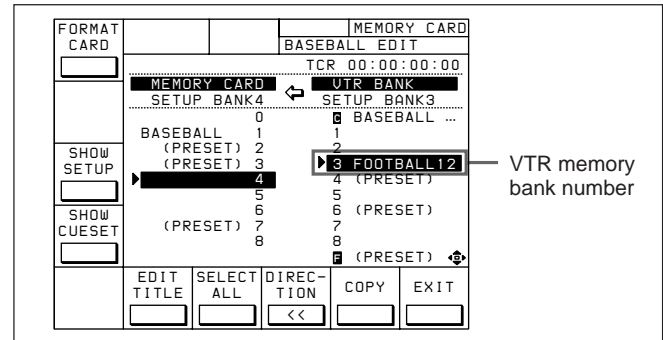 FORMAT CARD
MEMORY CARD
BASEBALL EDIT
TCR 00:00:00:00
MEMORY CARD VTR BANK
SETUP BANK4 ⇦ SETUP BANK3
0 C BASEBALL ...
BASEBALL 1 1
(PRESET) 2 2
(PRESET) 3 3 FOOTBALL12
4 4 (PRESET)
5 5
6 6 (PRESET)
(PRESET) 7 7
8 8
F (PRESET)
SHOW SETUP
SHOW CUESET
EDIT TITLE
SELECT ALL
DIREC-
TION
<<
COPY
EXIT
VTR memory
bank number